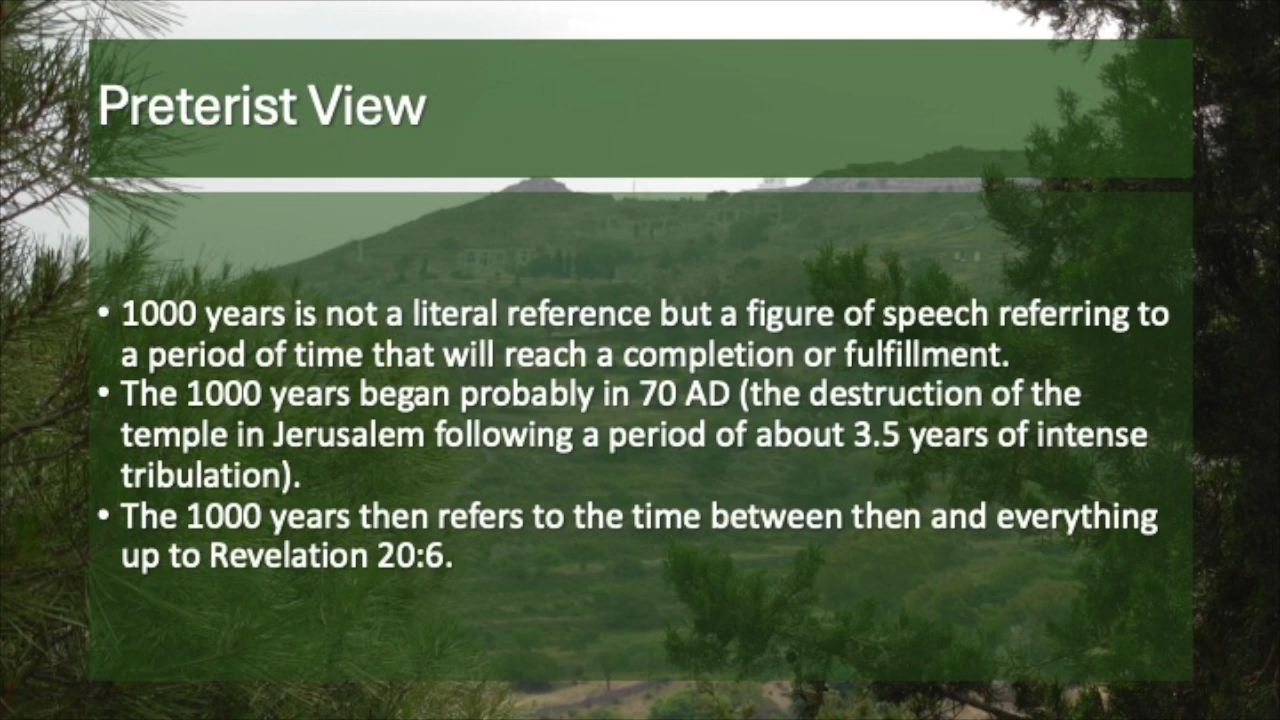 Preterist View
• 1000 years is not a literal reference but a figure of speech referring to
a period of time that will reach a completion or fulfillment.
• The 1000 years began probably in 70 AD (the destruction of the
temple in Jerusalem following a period of about 3.5 years of intense
tribulation).
• The 1000 years then refers to the time between then and everything
up to Revelation 20:6.